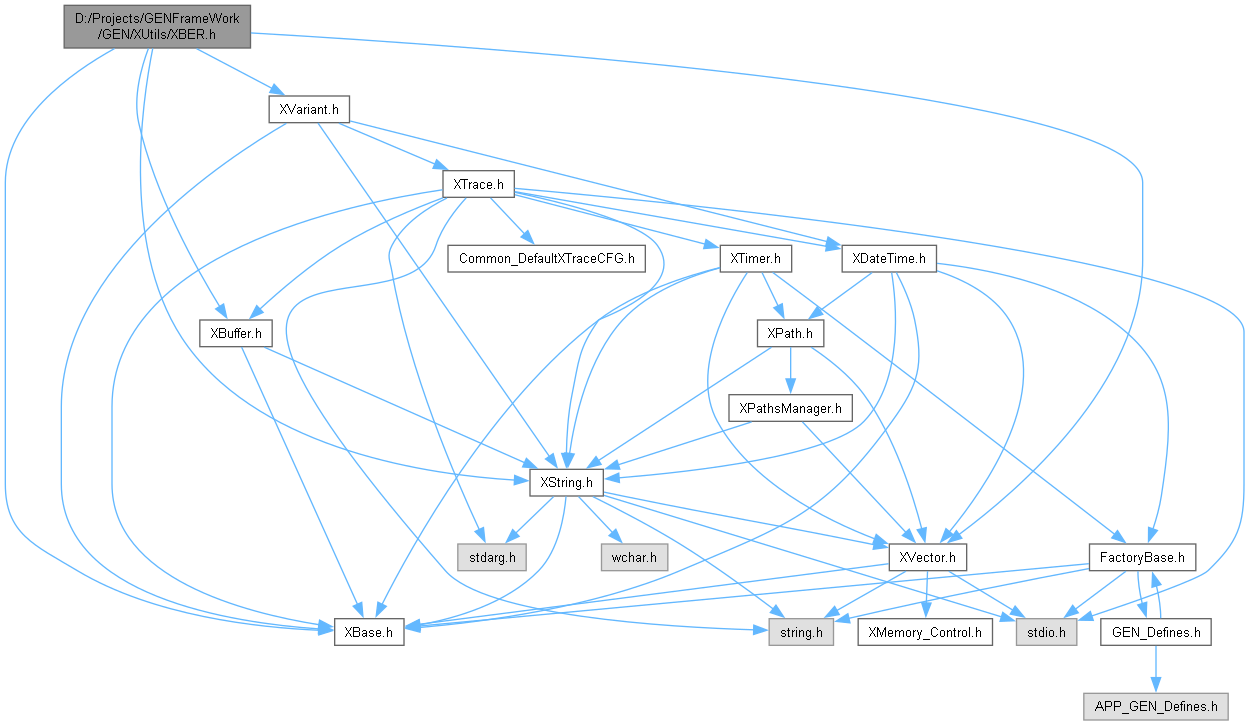 D:/Projects/GENFrameWork
/GEN/XUtils/XBER.h
XVariant.h
XTrace.h
Common_DefaultXTraceCFG.h
XTimer.h
XDateTime.h
XBuffer.h
XPath.h
XPathsManager.h
XString.h
stdarg.h
wchar.h
XVector.h
FactoryBase.h
XBase.h
string.h
XMemory_Control.h
stdio.h
GEN_Defines.h
APP_GEN_Defines.h